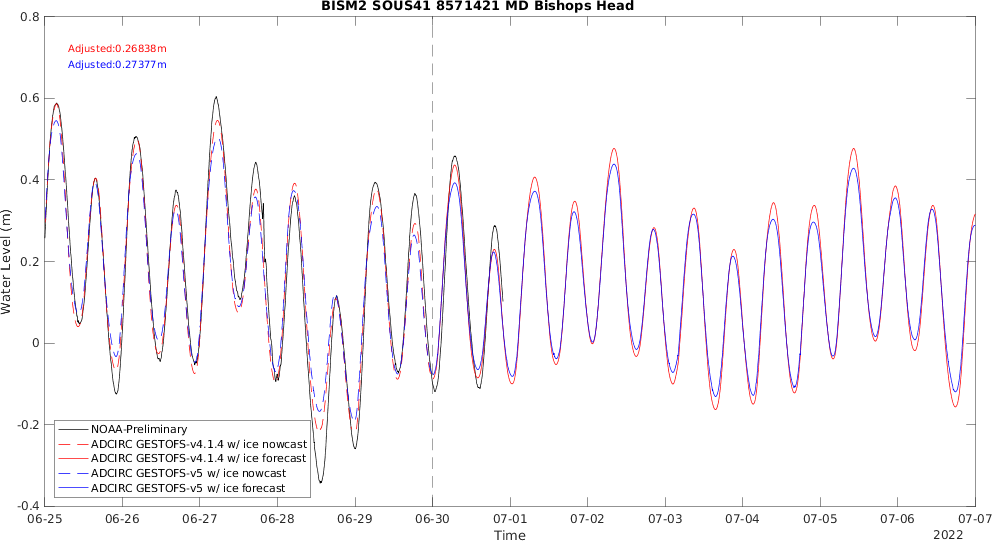 BISM2 SOUS41 8571421 MD Bishops Head
Adjusted:0.26838m
Adjusted:0.27377m
Water Level (m)
0.8
0.6
0.4
0.2
0
-0.2
-0.4
NOAA-Preliminary
ADCIRC GESTOFS-v4.1.4 w/ ice nowcast
ADCIRC GESTOFS-v4.1.4 w/ ice forecast
ADCIRC GESTOFS-v5 w/ ice nowcast
ADCIRC GESTOFS-v5 w/ ice forecast
06-25 06-26 06-27 06-28 06-29 06-30 07-01 07-02 07-03 07-04 07-05 07-06 07-07
Time
2022